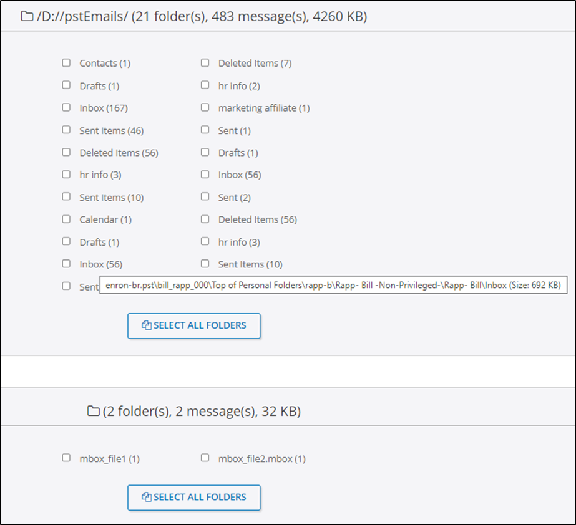 /D://pstEmails/ (21 folder(s), 483 message(s), 4260 KB)
Contacts (1) Deleted Items (7)
Drafts (1) hr info (2)
Inbox (167) marketing affiliate (1)
Sent Items (46) Sent (1)
Deleted Items (56) Drafts (1)
hr info (3) Inbox (56)
Sent Items (10) Sent (2)
Calendar (1) Deleted Items (56)
Drafts (1) hr info (3)
Inbox (56) Sent Items (10)
Sent enron-br.pst\bill_rapp_000\Top of Personal Folders\rapp-b\Rapp- Bill -Non-Privileged-\Rapp- Bill\Inbox (Size: 692 KB)
SELECT ALL FOLDERS
(2 folder(s), 2 message(s), 32 KB)
mbox_file1 (1) mbox_file2.mbox (1)
SELECT ALL FOLDERS